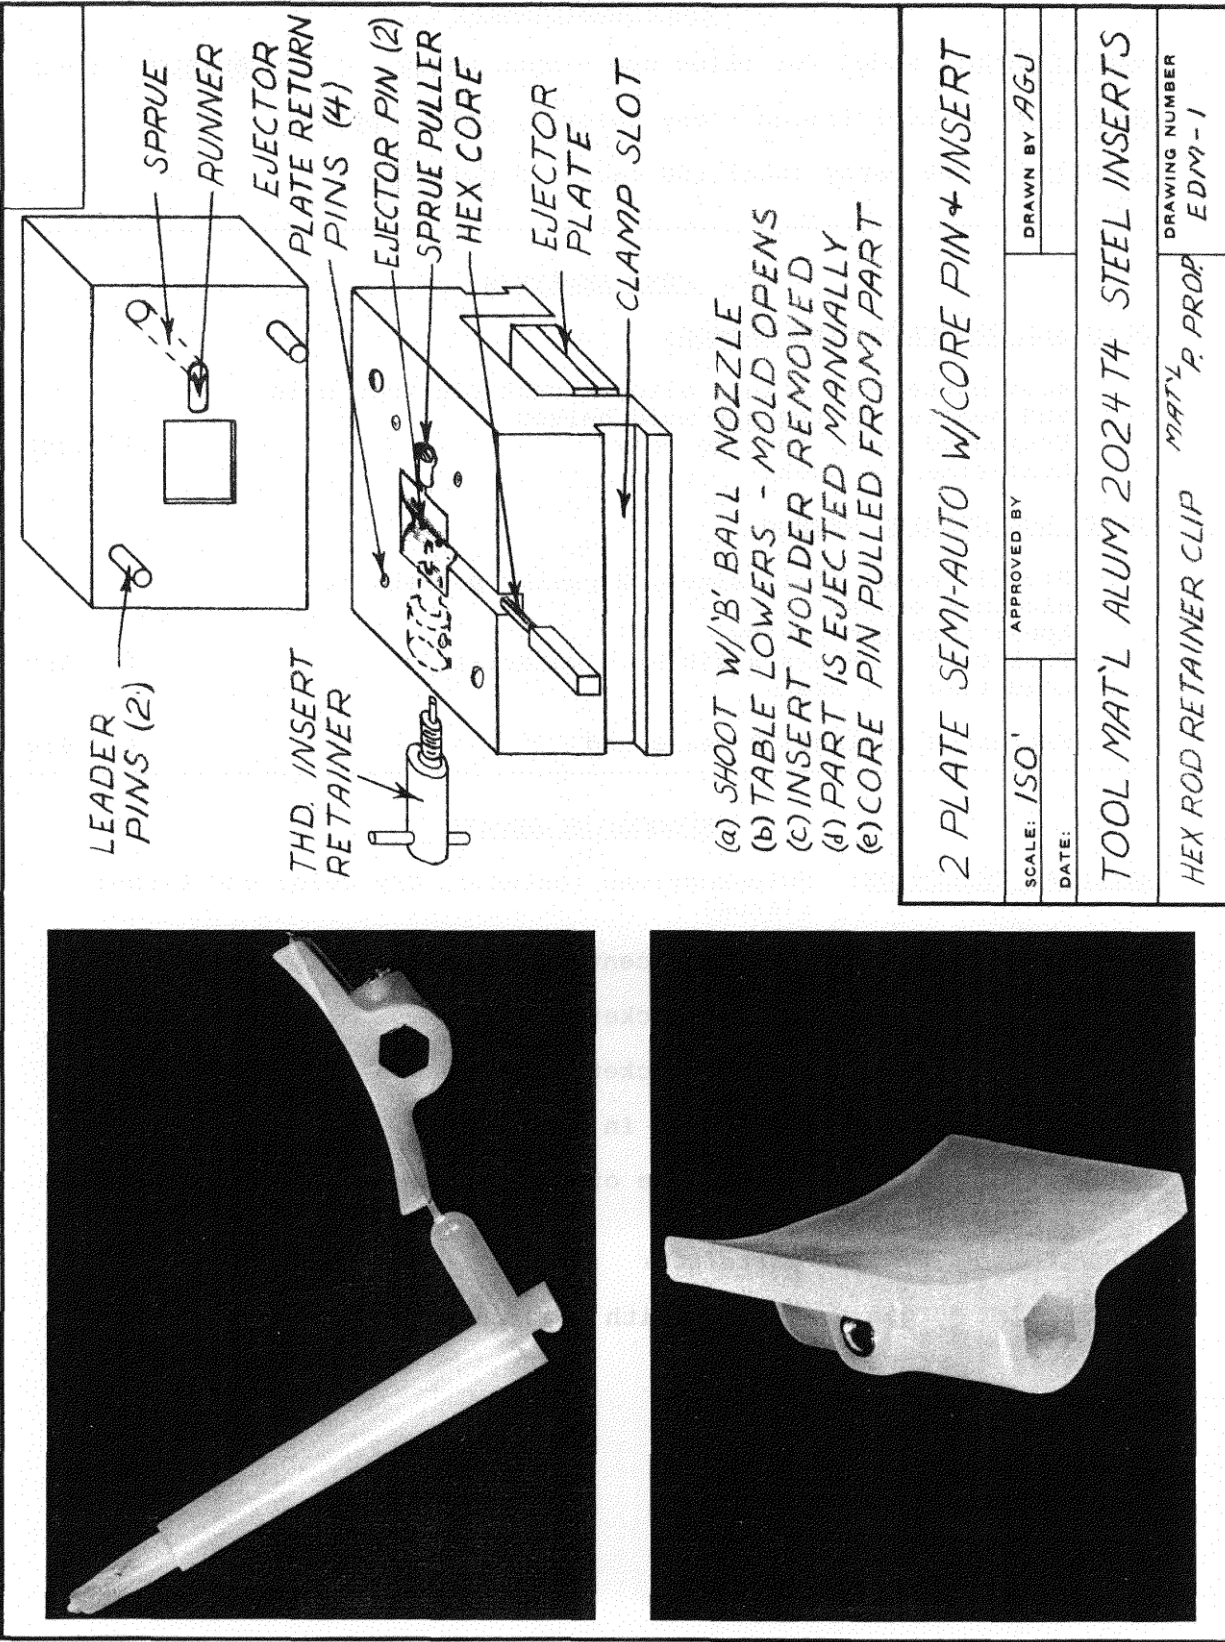 LEADER
PINS (2)
SPRUE
RUNNER
EJECTOR
PLATE RETURN
PINS (4)
EJECTOR PIN (2)
SPRUE PULLER
HEX CORE
THD. INSERT
RETAINER
EJECTOR
PLATE
CLAMP SLOT
(a) SHOOT W/'B' BALL NOZZLE
(b) TABLE LOWERS - MOLD OPENS
(c) INSERT HOLDER REMOVED
(d) PART IS EJECTED MANUALLY
(e) CORE PIN PULLED FROM PART
2 PLATE SEMI-AUTO W/CORE PIN + INSERT
SCALE: ISO'
APPROVED BY
DRAWN BY AGJ
DATE:
TOOL MAT'L ALUM 2024 T4 STEEL INSERTS
HEX ROD RETAINER CLIP MAT'L P. PROP.
DRAWING NUMBER
EDM-1